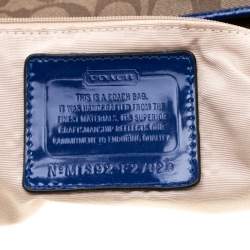 COACH
THIS IS A COACH BAG.
IT WAS HANDCRAFTED FROM THE
FINEST MATERIALS. ITS SUPERIOR
CRAFTSMANSHIP REFLECTS OUR
COMMITMENT TO ENDURING QUALITY.